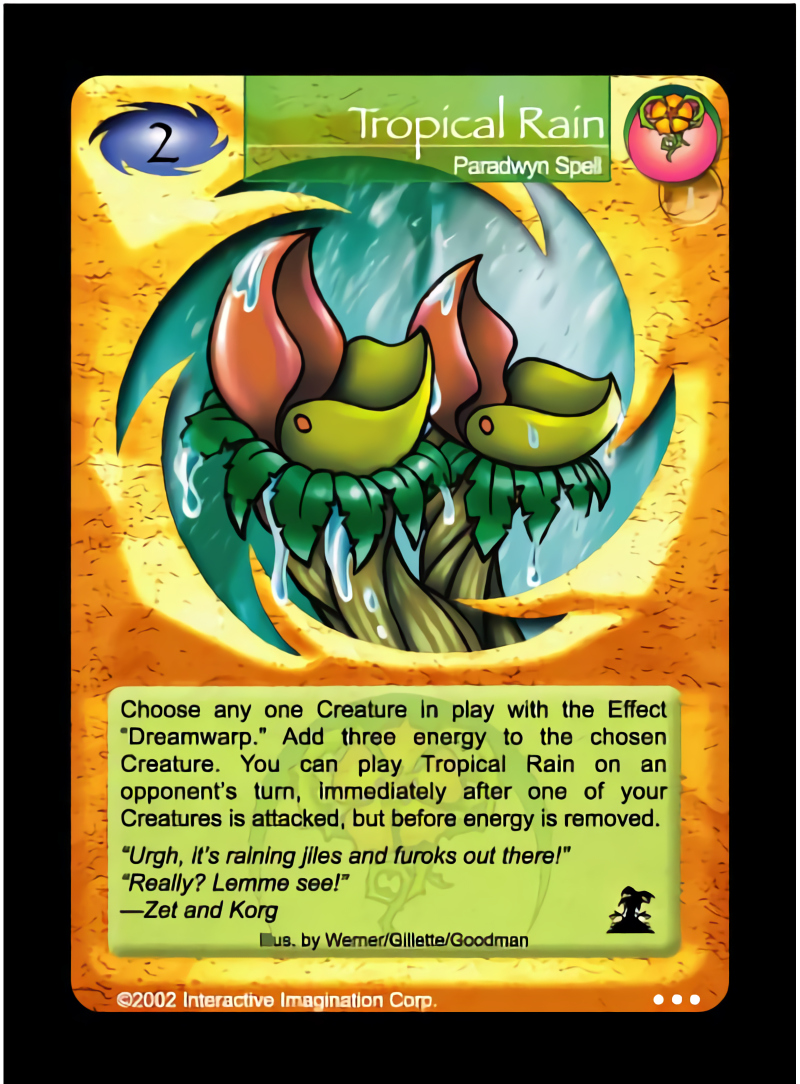 2
Tropical Rain
Paradwyn Spell
Choose any one Creature in play with the Effect
"Dreamwarp." Add three energy to the chosen
Creature. You can play Tropical Rain on an
opponent's turn, immediately after one of your
Creatures is attacked, but before energy is removed.
"Urgh, it's raining jiles and furoks out there!"
"Really? Lemme see!"
—Zet and Korg
Illus. by Werner/Gillette/Goodman
©2002 Interactive Imagination Corp.